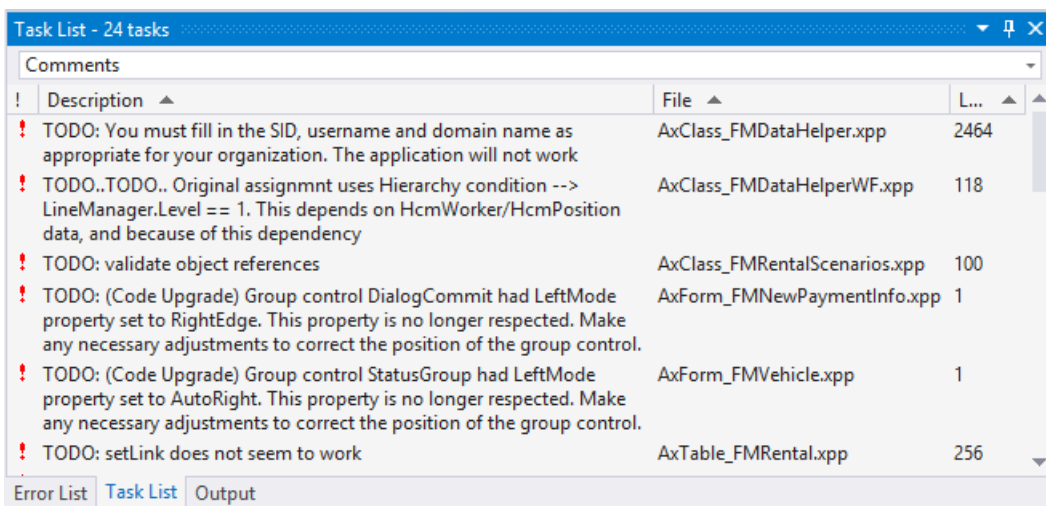 Task List - 24 tasks
Comments
! Description File L...
! TODO: You must fill in the SID, username and domain name as AxClass_FMDataHelper.xpp 2464
appropriate for your organization. The application will not work
! TODO..TODO.. Original assignmnt uses Hierarchy condition --> AxClass_FMDataHelperWF.xpp 118
LineManager.Level == 1. This depends on HcmWorker/HcmPosition
data, and because of this dependency
! TODO: validate object references AxClass_FMRentalScenarios.xpp 100
! TODO: (Code Upgrade) Group control DialogCommit had LeftMode AxForm_FMNewPaymentInfo.xpp 1
property set to RightEdge. This property is no longer respected. Make
any necessary adjustments to correct the position of the group control.
! TODO: (Code Upgrade) Group control StatusGroup had LeftMode AxForm_FMVehicle.xpp 1
property set to AutoRight. This property is no longer respected. Make
any necessary adjustments to correct the position of the group control.
! TODO: setLink does not seem to work AxTable_FMRental.xpp 256
Error List Task List Output